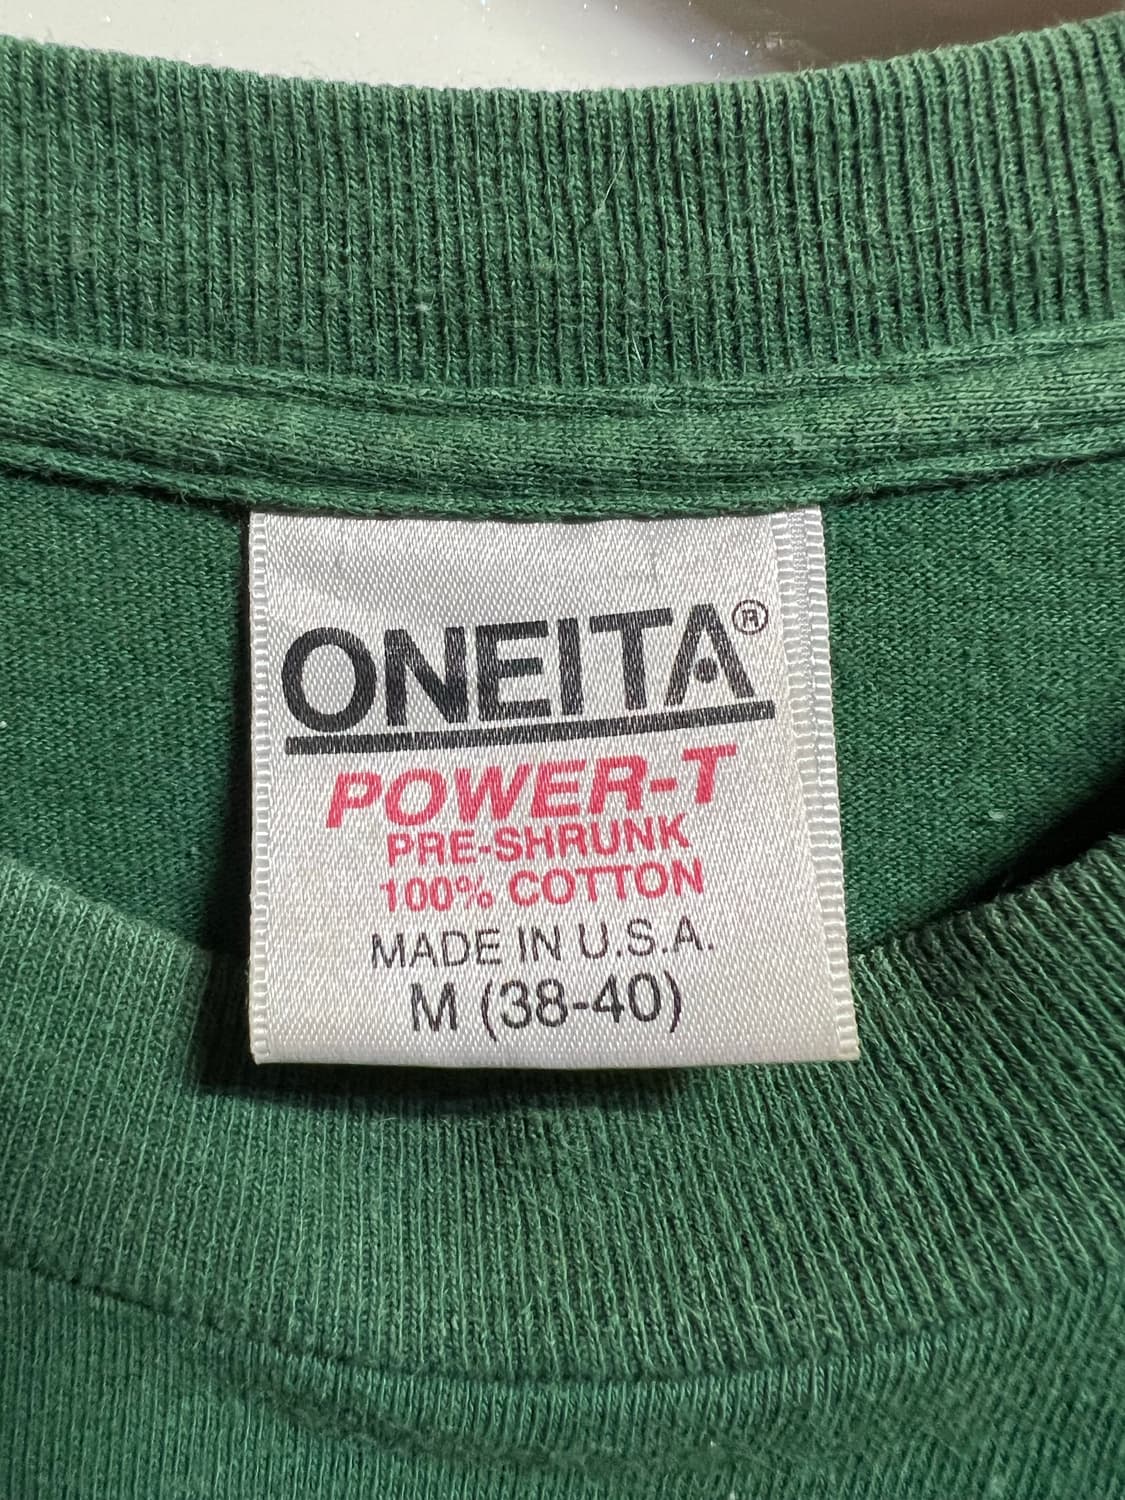 ONEITA®
POWER-T
PRE-SHRUNK
100% COTTON
MADE IN U.S.A.
M (38-40)